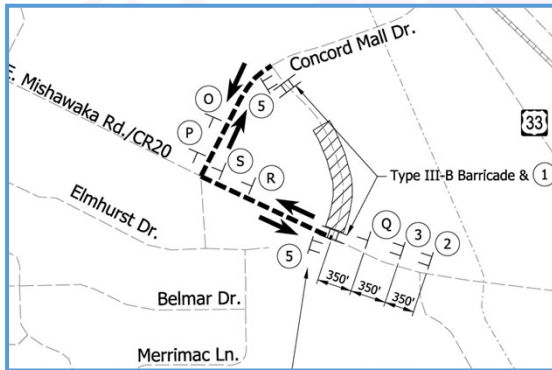 Concord Mall Dr.
E. Mishawaka Rd./CR20
O
5
33
P
S
R
Type III-B Barricade & 1
Elmhurst Dr.
Q
3
2
5
350'
350'
350'
Belmar Dr.
Merrimac Ln.